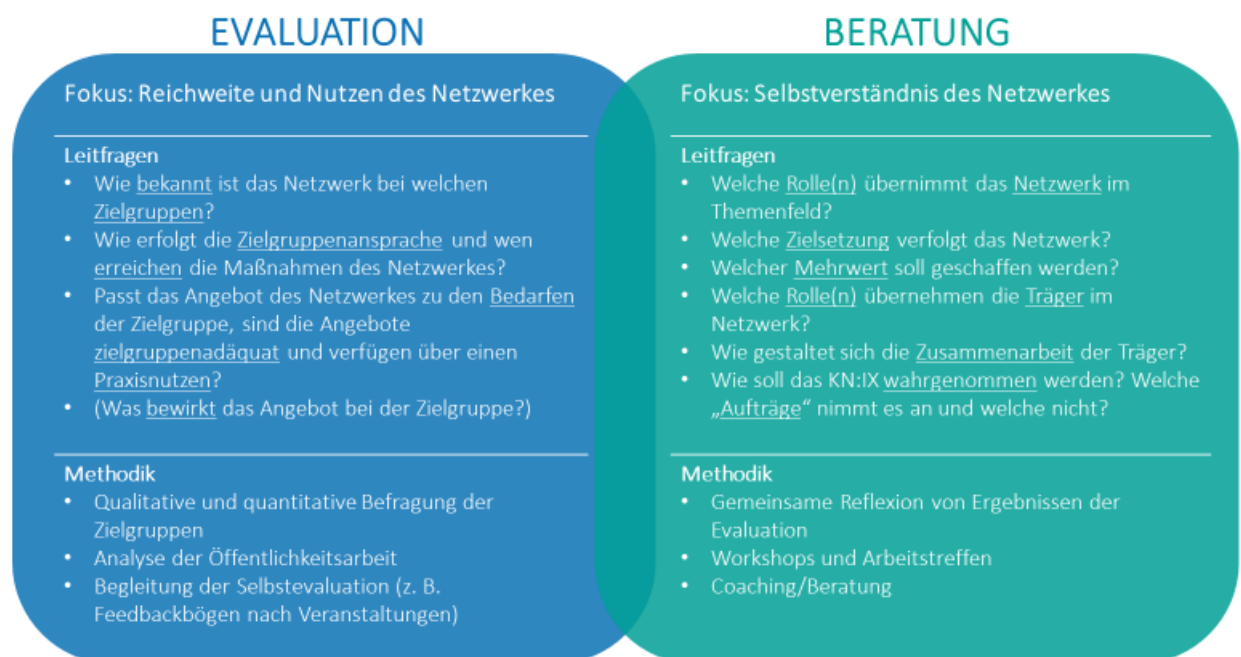 EVALUATION
Fokus: Reichweite und Nutzen des Netzwerkes
Leitfragen
• Wie bekannt ist das Netzwerk bei welchen
Zielgruppen?
• Wie erfolgt die Zielgruppenansprache und wen
erreichen die Maßnahmen des Netzwerkes?
• Passt das Angebot des Netzwerkes zu den Bedarfen
der Zielgruppe, sind die Angebote
zielgruppenadäquat und verfügen über einen
Praxisnutzen?
• (Was bewirkt das Angebot bei der Zielgruppe?)
Methodik
• Qualitative und quantitative Befragung der
Zielgruppen
• Analyse der Öffentlichkeitsarbeit
• Begleitung der Selbstevaluation (z. B.
Feedbackbögen nach Veranstaltungen)
BERATUNG
Fokus: Selbstverständnis des Netzwerkes
Leitfragen
• Welche Rolle(n) übernimmt das Netzwerk im
Themenfeld?
• Welche Zielsetzung verfolgt das Netzwerk?
• Welcher Mehrwert soll geschaffen werden?
• Welche Rolle(n) übernehmen die Träger im
Netzwerk?
• Wie gestaltet sich die Zusammenarbeit der Träger?
• Wie soll das KN:IX wahrgenommen werden? Welche
„Aufträge“ nimmt es an und welche nicht?
Methodik
• Gemeinsame Reflexion von Ergebnissen der
Evaluation
• Workshops und Arbeitstreffen
• Coaching/Beratung